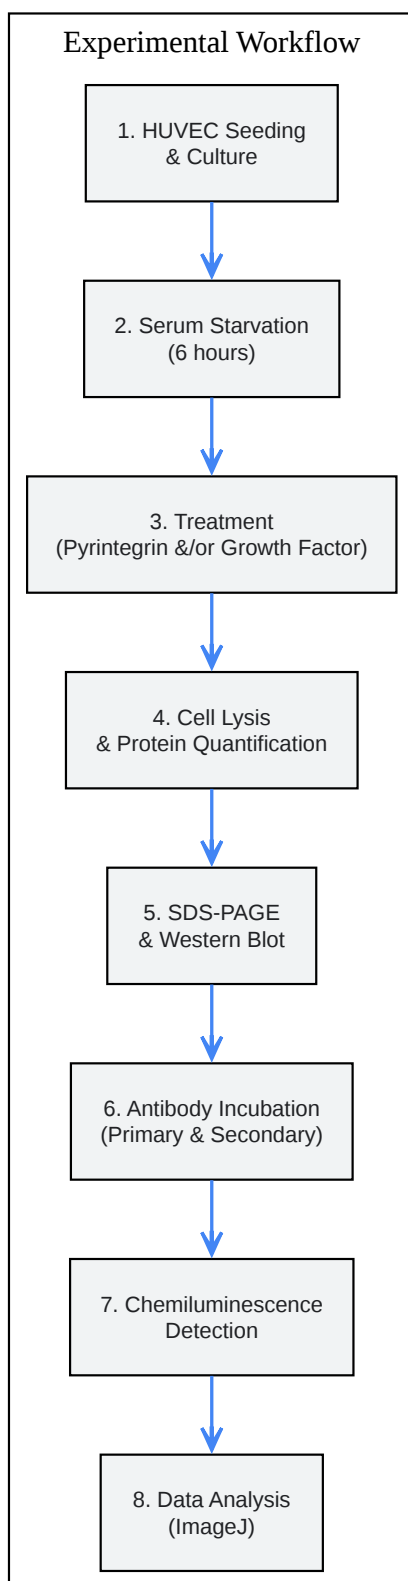 Experimental Workflow
1. HUVEC Seeding
& Culture
2. Serum Starvation
(6 hours)
3. Treatment
(Pyrintegrin &/or Growth Factor)
4. Cell Lysis
& Protein Quantification
5. SDS-PAGE
& Western Blot
6. Antibody Incubation
(Primary & Secondary)
7. Chemiluminescence
Detection
8. Data Analysis
(ImageJ)